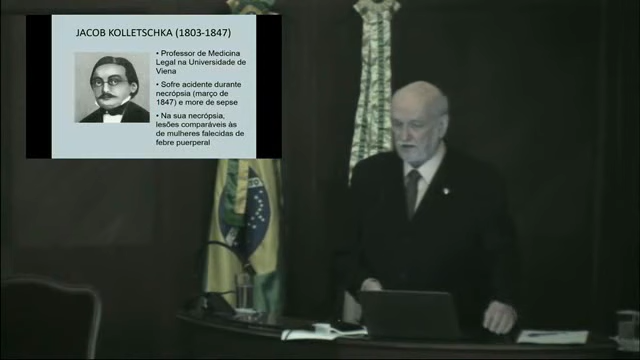 JACOB KOLLETSCHKA (1803-1847)
• Professor de Medicina
Legal na Universidade de
Viena
• Sofre acidente durante
necrópsia (março de
1847) e more de sepse
• Na sua necrópsia,
lesões comparáveis às
de mulheres falecidas de
febre puerperal